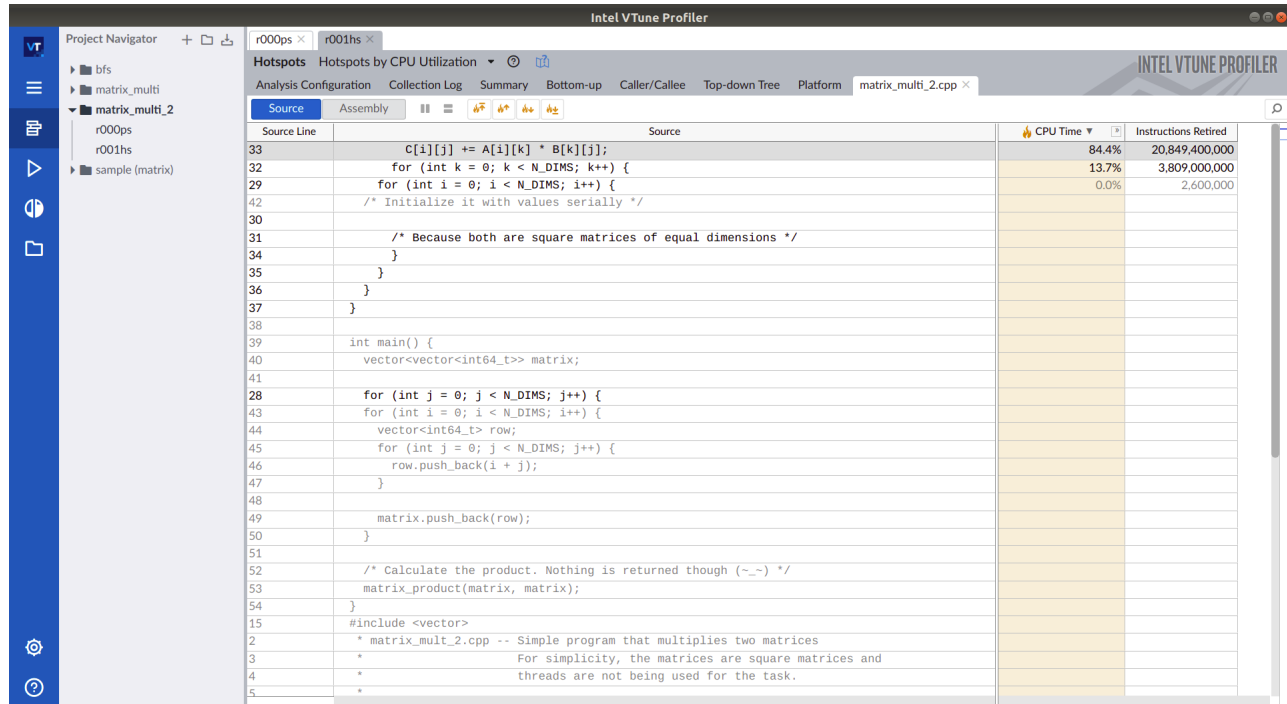 Intel VTune Profiler
VT
Project Navigator
bfs
matrix_multi
matrix_multi_2
r000ps
r001hs
sample (matrix)
r000ps r001hs
Hotspots Hotspots by CPU Utilization
INTEL VTUNE PROFILER
Analysis Configuration Collection Log Summary Bottom-up Caller/Callee Top-down Tree Platform matrix_multi_2.cpp
Source Assembly
Source Line Source CPU Time Instructions Retired
33 C[i][j] += A[i][k] * B[k][j]; 84.4% 20,849,400,000
32 for (int k = 0; k < N_DIMS; k++) { 13.7% 3,809,000,000
29 for (int i = 0; i < N_DIMS; i++) { 0.0% 2,600,000
42 /* Initialize it with values serially */
30
31 /* Because both are square matrices of equal dimensions */
34 }
35 }
36 }
37 }
38
39 int main() {
40 vector<vector<int64_t>> matrix;
41
28 for (int j = 0; j < N_DIMS; j++) {
43 for (int i = 0; i < N_DIMS; i++) {
44 vector<int64_t> row;
45 for (int j = 0; j < N_DIMS; j++) {
46 row.push_back(i + j);
47 }
48
49 matrix.push_back(row);
50 }
51
52 /* Calculate the product. Nothing is returned though (~_~) */
53 matrix_product(matrix, matrix);
54 }
15 #include <vector>
2 * matrix_mult_2.cpp -- Simple program that multiplies two matrices
3 * For simplicity, the matrices are square matrices and
4 * threads are not being used for the task.
5 *